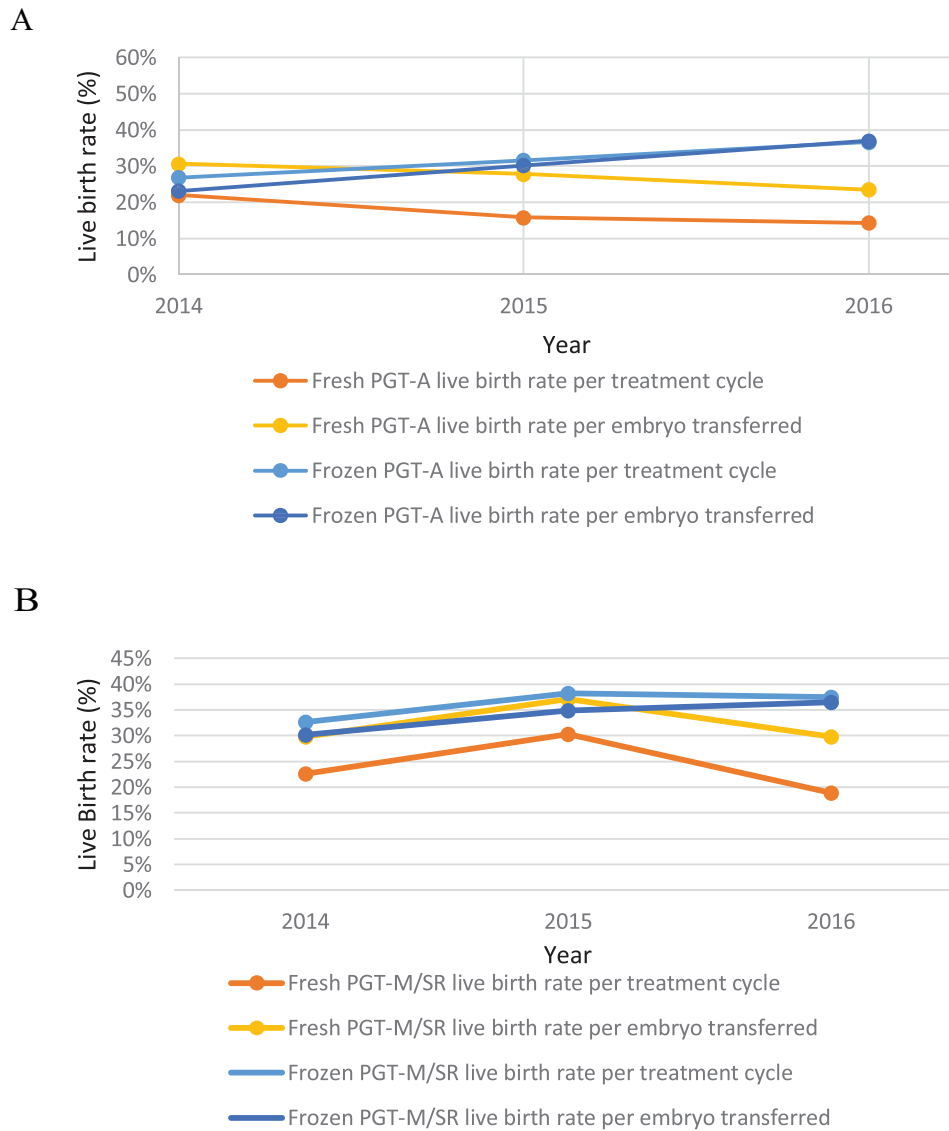 A
Live birth rate (%)
60%
50%
40%
30%
20%
10%
0%
2014
2015
2016
Year
Fresh PGT-A live birth rate per treatment cycle
Fresh PGT-A live birth rate per embryo transferred
Frozen PGT-A live birth rate per treatment cycle
Frozen PGT-A live birth rate per embryo transferred
B
Live Birth rate (%)
45%
40%
35%
30%
25%
20%
15%
10%
5%
0%
2014
2015
2016
Year
Fresh PGT-M/SR live birth rate per treatment cycle
Fresh PGT-M/SR live birth rate per embryo transferred
Frozen PGT-M/SR live birth rate per treatment cycle
Frozen PGT-M/SR live birth rate per embryo transferred